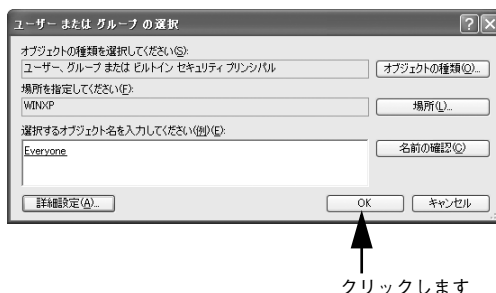 ユーザー または グループ の選択
オブジェクトの種類を選択してください(S):
ユーザー、グループ または ビルトイン セキュリティ プリンシパル
オブジェクトの種類(O)...
場所を指定してください(F):
WINXP
場所(L)...
選択するオブジェクト名を入力してください(例)(E):
Everyone
名前の確認(C)
詳細設定(A)...
OK
キャンセル
クリックします